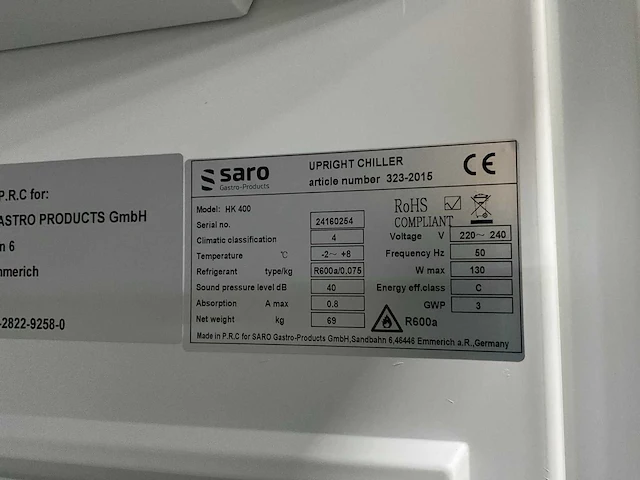 P.R.C for:
ASTRO PRODUCTS GmbH
n 6
mmerich
-2822-9258-0
saro
Gastro-Products
UPRIGHT CHILLER
article number 323-2015
CE
Model: HK 400
Serial no. 24160254
Climatic classification 4
Temperature °C -2~ +8
Refrigerant type/kg R600a/0.075
Sound pressure level dB 40
Absorption A max 0.8
Net weight kg 69
RoHS
COMPLIANT
Voltage V 220~ 240
Frequency Hz 50
W max 130
Energy eff.class C
GWP 3
R600a
Made in P.R.C for SARO Gastro-Products GmbH,Sandbahn 6,46446 Emmerich a.R.,Germany